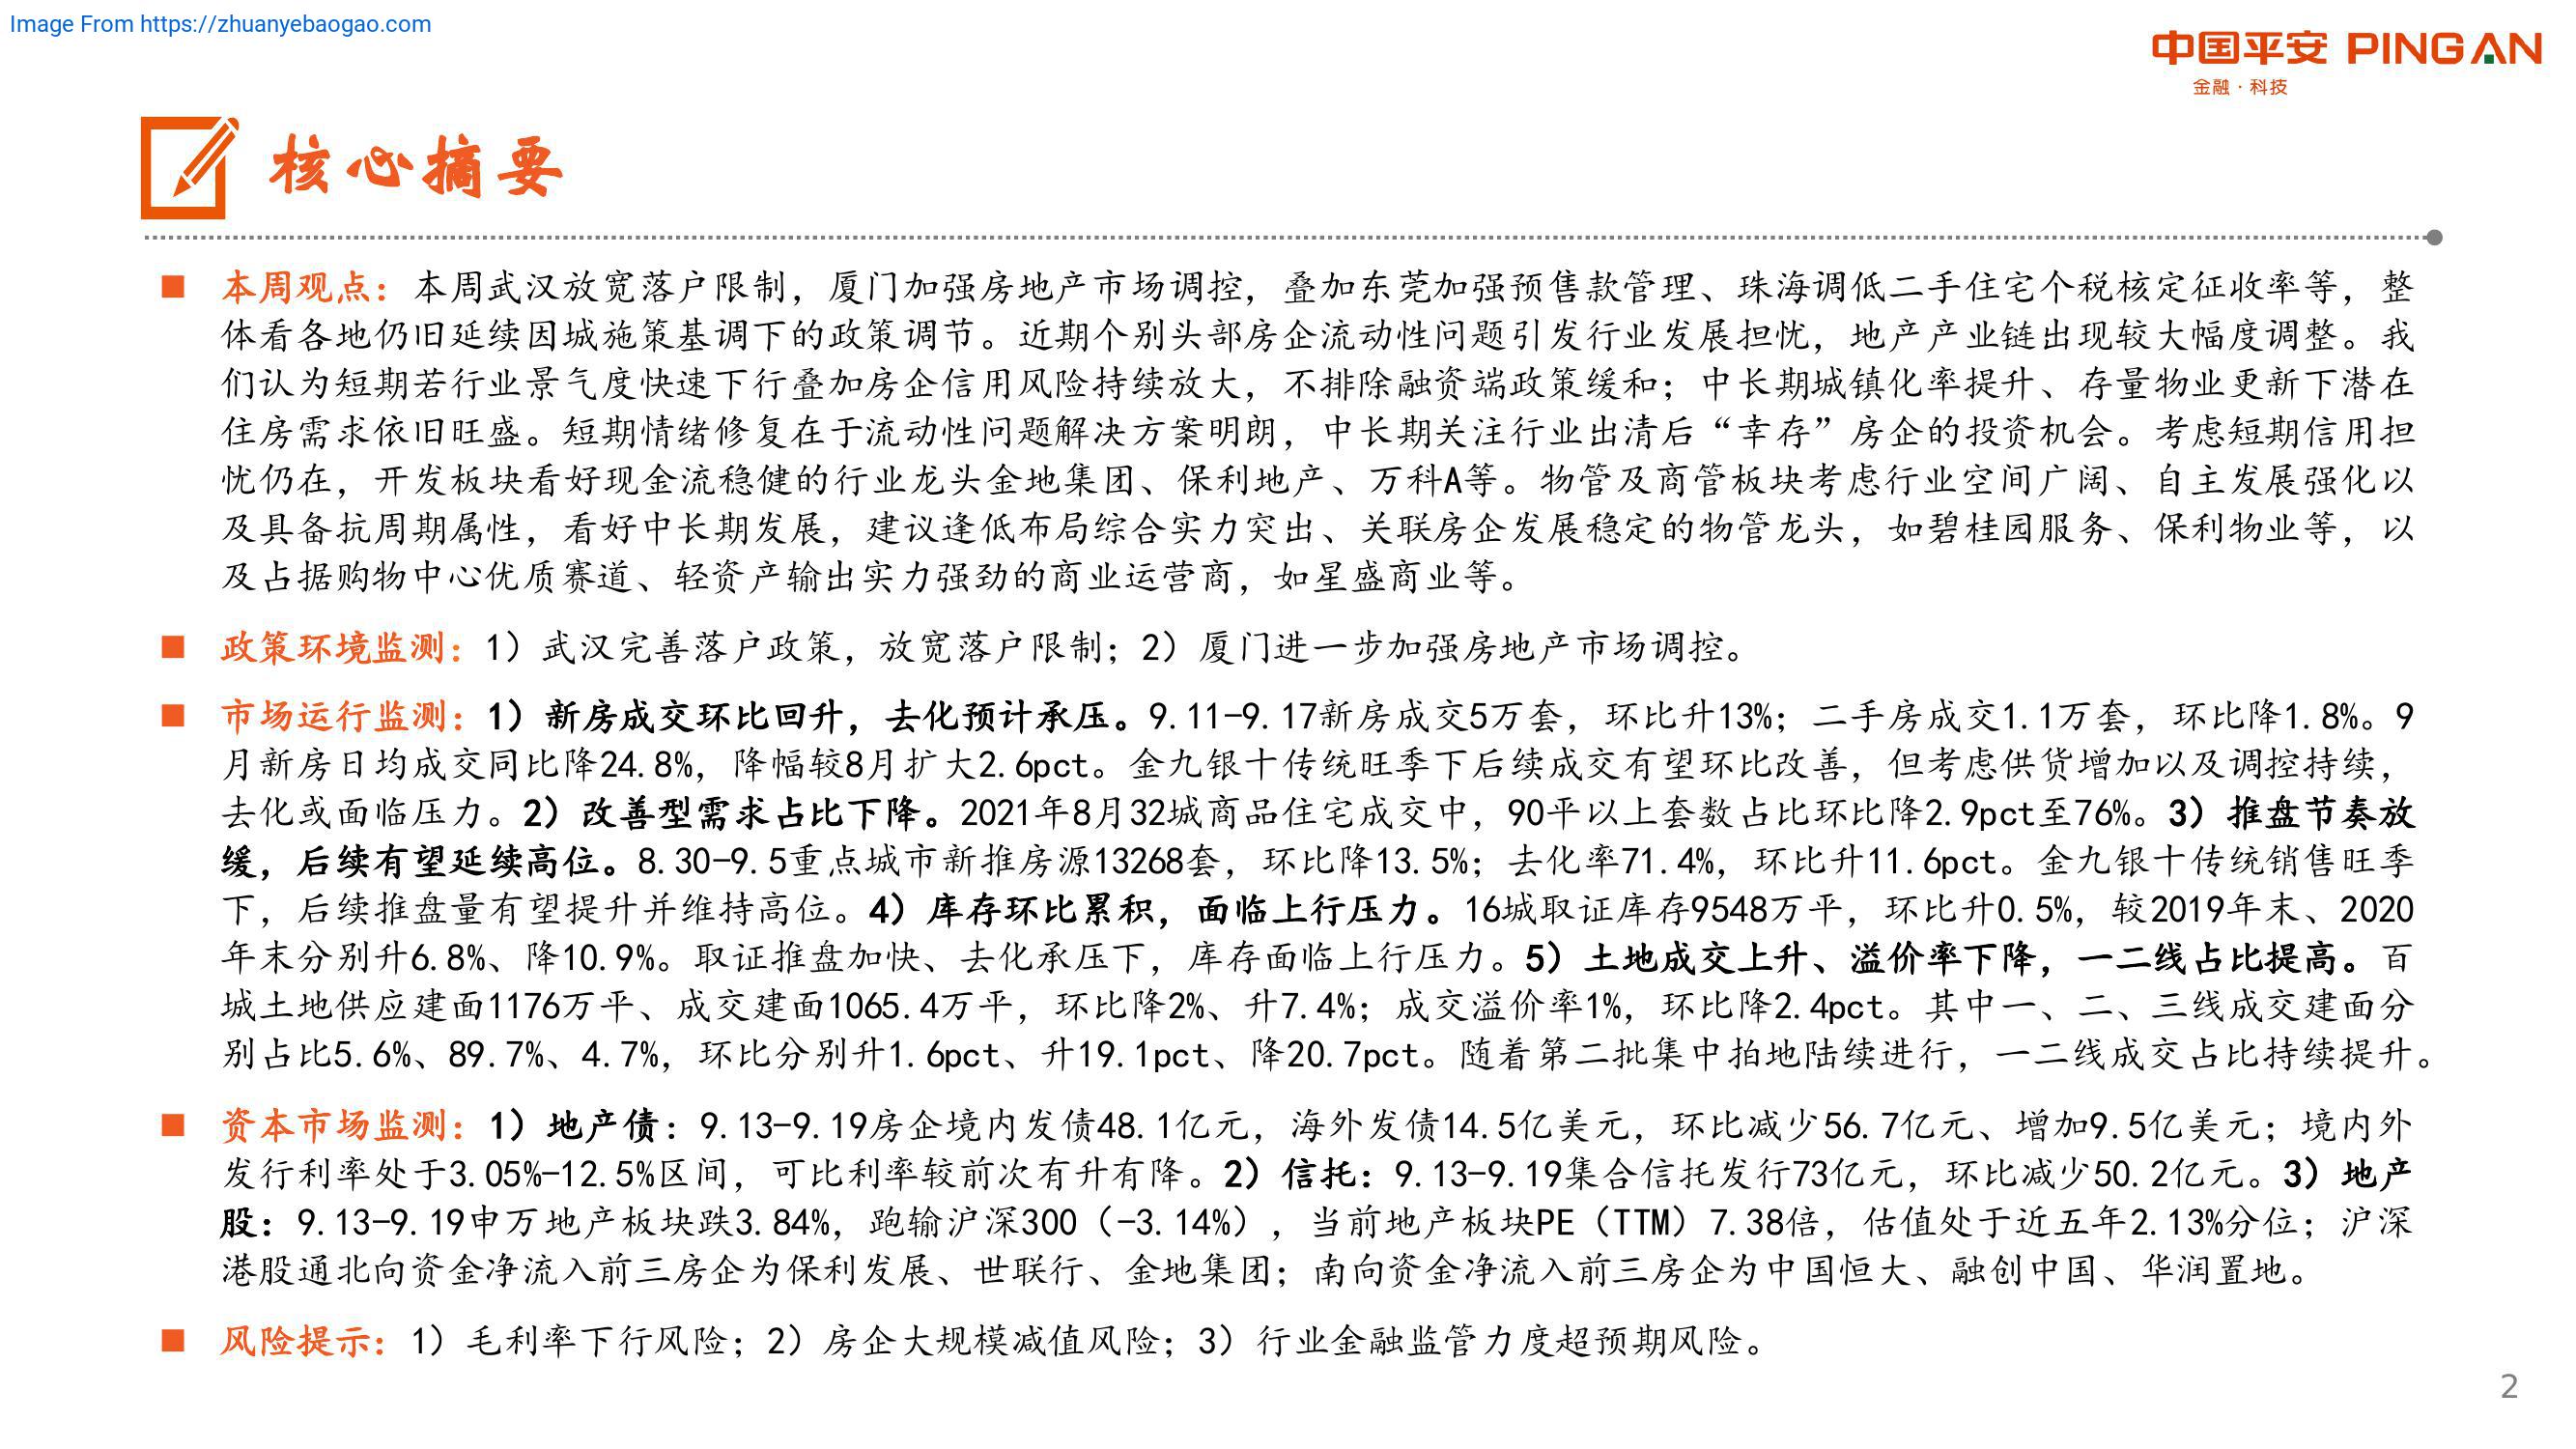 Image From https://zhuanyebaogao.com
中国平安 PINGAN
金融·科技
核心摘要
■ 本周观点：本周武汉放宽落户限制，厦门加强房地产市场调控，叠加东莞加强预售款管理、珠海调低二手住宅个税核定征收率等，整
体看各地仍旧延续因城施策基调下的政策调节。近期个别头部房企流动性问题引发行业发展担忧，地产产业链出现较大幅度调整。我
们认为短期若行业景气度快速下行叠加房企信用风险持续放大，不排除融资端政策缓和；中长期城镇化率提升、存量物业更新下潜在
住房需求依旧旺盛。短期情绪修复在于流动性问题解决方案明朗，中长期关注行业出清后“幸存”房企的投资机会。考虑短期信用担
忧仍在，开发板块看好现金流稳健的行业龙头金地集团、保利地产、万科A等。物管及商管板块考虑行业空间广阔、自主发展强化以
及具备抗周期属性，看好中长期发展，建议逢低布局综合实力突出、关联房企发展稳定的物管龙头，如碧桂园服务、保利物业等，以
及占据购物中心优质赛道、轻资产输出实力强劲的商业运营商，如星盛商业等。
■ 政策环境监测：1）武汉完善落户政策，放宽落户限制；2）厦门进一步加强房地产市场调控。
■ 市场运行监测：1）新房成交环比回升，去化预计承压。9.11-9.17新房成交5万套，环比升13%；二手房成交1.1万套，环比降1.8%。9
月新房日均成交同比降24.8%，降幅较8月扩大2.6pct。金九银十传统旺季下后续成交有望环比改善，但考虑供货增加以及调控持续，
去化或面临压力。2）改善型需求占比下降。2021年8月32城商品住宅成交中，90平以上套数占比环比降2.9pct至76%。3）推盘节奏放
缓，后续有望延续高位。8.30-9.5重点城市新推房源13268套，环比降13.5%；去化率71.4%，环比升11.6pct。金九银十传统销售旺季
下，后续推盘量有望提升并维持高位。4）库存环比累积，面临上行压力。16城取证库存9548万平，环比升0.5%，较2019年末、2020
年末分别升6.8%、降10.9%。取证推盘加快、去化承压下，库存面临上行压力。5）土地成交上升、溢价率下降，一二线占比提高。百
城土地供应建面1176万平、成交建面1065.4万平，环比降2%、升7.4%；成交溢价率1%，环比降2.4pct。其中一、二、三线成交建面分
别占比5.6%、89.7%、4.7%，环比分别升1.6pct、升19.1pct、降20.7pct。随着第二批集中拍地陆续进行，一二线成交占比持续提升。
■ 资本市场监测：1）地产债：9.13-9.19房企境内发债48.1亿元，海外发债14.5亿美元，环比减少56.7亿元、增加9.5亿美元；境内外
发行利率处于3.05%-12.5%区间，可比利率较前次有升有降。2）信托：9.13-9.19集合信托发行73亿元，环比减少50.2亿元。3）地产
股：9.13-9.19申万地产板块跌3.84%，跑输沪深300（-3.14%），当前地产板块PE（TTM）7.38倍，估值处于近五年2.13%分位；沪深
港股通北向资金净流入前三房企为保利发展、世联行、金地集团；南向资金净流入前三房企为中国恒大、融创中国、华润置地。
■ 风险提示：1）毛利率下行风险；2）房企大规模减值风险；3）行业金融监管力度超预期风险。
2